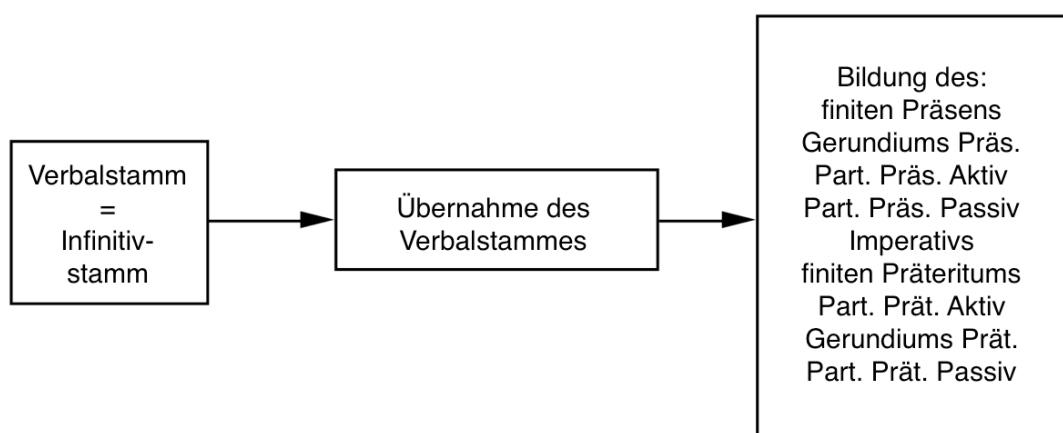 Verbalstamm
=
Infinitiv-
stamm
Übernahme des
Verbalstammes
Bildung des:
finiten Präsens
Gerundiums Präs.
Part. Präs. Aktiv
Part. Präs. Passiv
Imperativs
finiten Präteritums
Part. Prät. Aktiv
Gerundiums Prät.
Part. Prät. Passiv